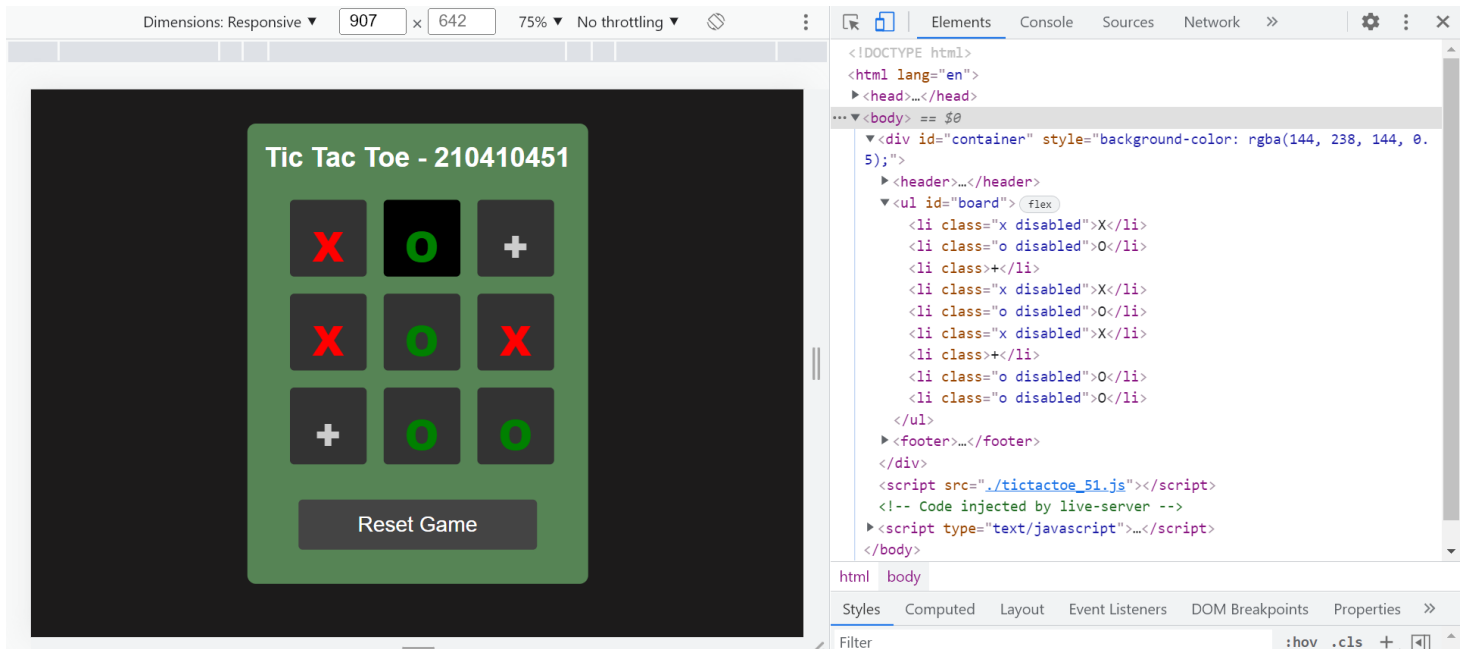 Dimensions: Responsive ▼ 907 × 642 75% ▼ No throttling ▼
Tic Tac Toe - 210410451
X O +
X O X
+ O O
Reset Game
Elements Console Sources Network »
<!DOCTYPE html>
<html lang="en">
▶<head>…</head>
… ▼<body> == $0
▼<div id="container" style="background-color: rgba(144, 238, 144, 0.
5);">
▶<header>…</header>
▼<ul id="board"> flex
<li class="x disabled">X</li>
<li class="o disabled">O</li>
<li class>+</li>
<li class="x disabled">X</li>
<li class="o disabled">O</li>
<li class="x disabled">X</li>
<li class>+</li>
<li class="o disabled">O</li>
<li class="o disabled">O</li>
</ul>
▶<footer>…</footer>
</div>
<script src="./tictactoe_51.js"></script>
<!-- Code injected by live-server -->
▶<script type="text/javascript">…</script>
</body>
html body
Styles Computed Layout Event Listeners DOM Breakpoints Properties »
Filter :hov .cls +